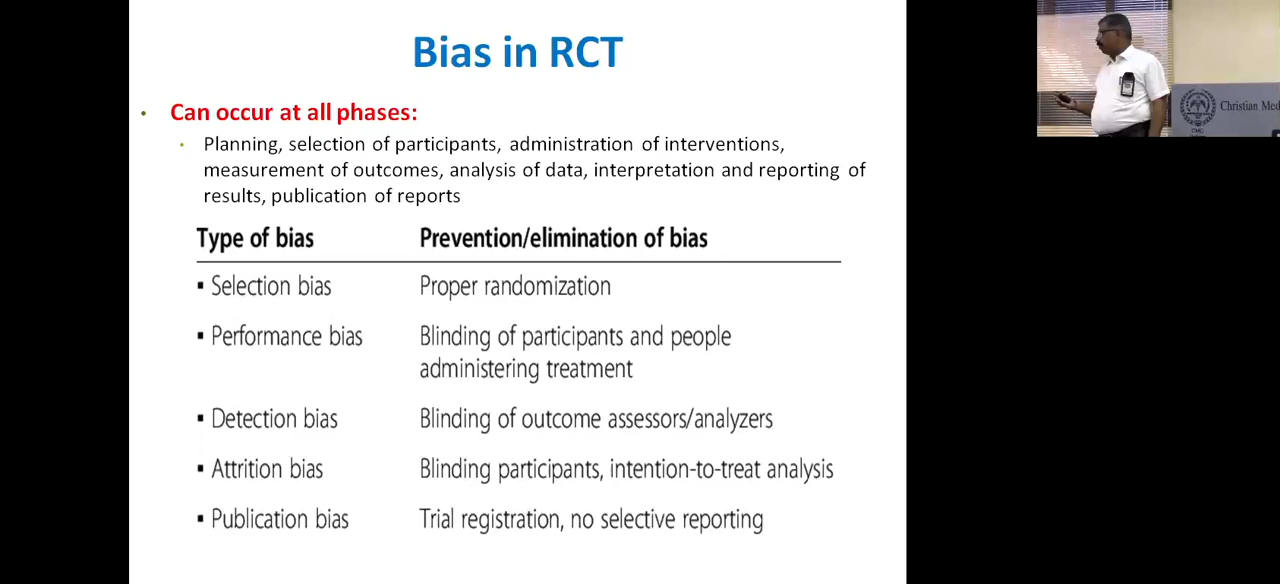 Bias in RCT
• Can occur at all phases:
• Planning, selection of participants, administration of interventions,
measurement of outcomes, analysis of data, interpretation and reporting of
results, publication of reports
Type of bias Prevention/elimination of bias
▪ Selection bias Proper randomization
▪ Performance bias Blinding of participants and people
administering treatment
▪ Detection bias Blinding of outcome assessors/analyzers
▪ Attrition bias Blinding participants, intention-to-treat analysis
▪ Publication bias Trial registration, no selective reporting
Christian Med
CMC